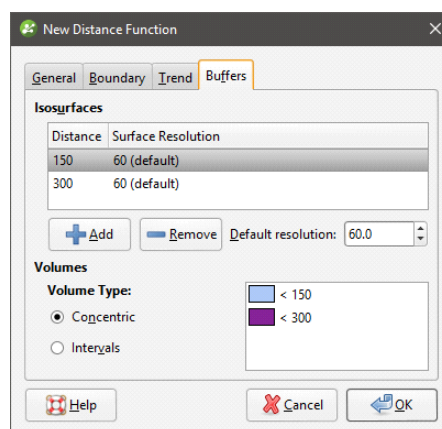 New Distance Function
General Boundary Trend Buffers
Isosurfaces
Distance Surface Resolution
150 60 (default)
300 60 (default)
Add Remove Default resolution: 60.0
Volumes
Volume Type:
Concentric
Intervals
< 150
< 300
Help Cancel OK